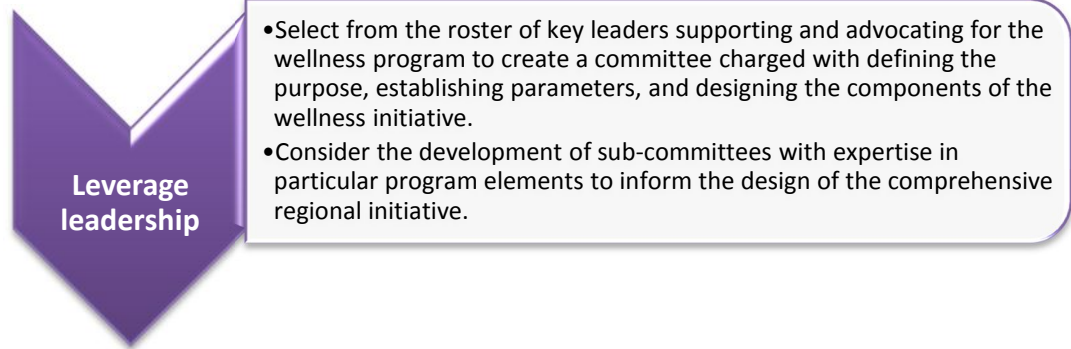 Leverage
leadership
•Select from the roster of key leaders supporting and advocating for the
wellness program to create a committee charged with defining the
purpose, establishing parameters, and designing the components of the
wellness initiative.
•Consider the development of sub-committees with expertise in
particular program elements to inform the design of the comprehensive
regional initiative.